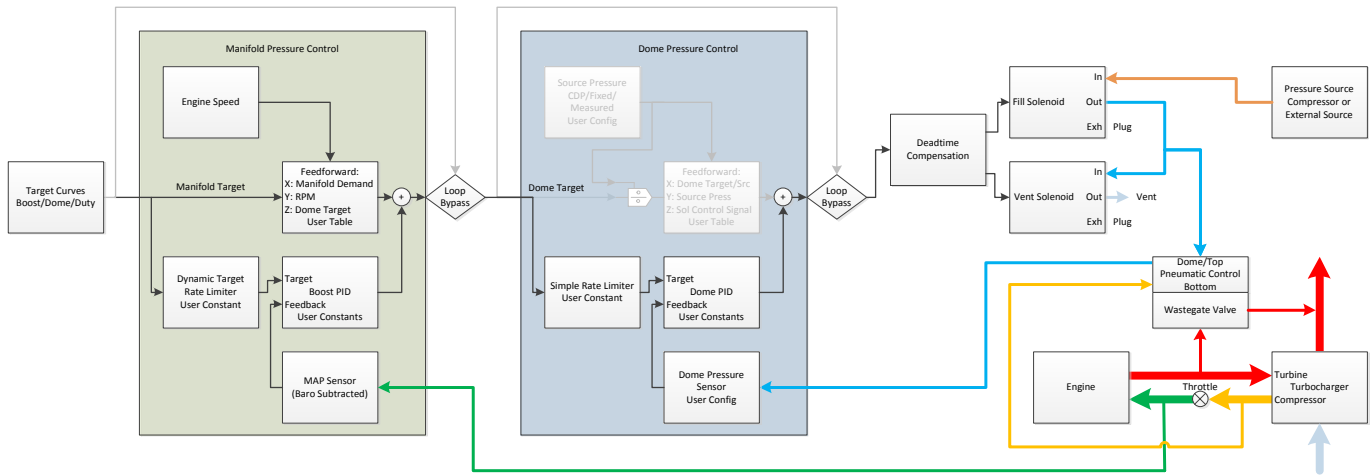 Manifold Pressure Control
Engine Speed
Target Curves
Boost/Dome/Duty
Manifold Target
Feedforward:
X: Manifold Demand
Y: RPM
Z: Dome Target
User Table
+
Loop
Bypass
Dynamic Target
Rate Limiter
User Constant
Target
Boost PID
Feedback
User Constants
MAP Sensor
(Baro Subtracted)
Dome Pressure Control
Source Pressure
CDP/Fixed/
Measured
User Config
Dome Target
Feedforward:
X: Dome Target/Src
Y: Source Press
Z: Sol Control Signal
User Table
+
Loop
Bypass
Simple Rate Limiter
User Constant
Target
Dome PID
Feedback
User Constants
Dome Pressure
Sensor
User Config
Deadtime
Compensation
In
Fill Solenoid
Out
Exh
Plug
In
Vent Solenoid
Out
Vent
Exh
Plug
Pressure Source
Compressor or
External Source
Dome/Top
Pneumatic Control
Bottom
Wastegate Valve
Engine
Throttle
Turbine
Turbocharger
Compressor